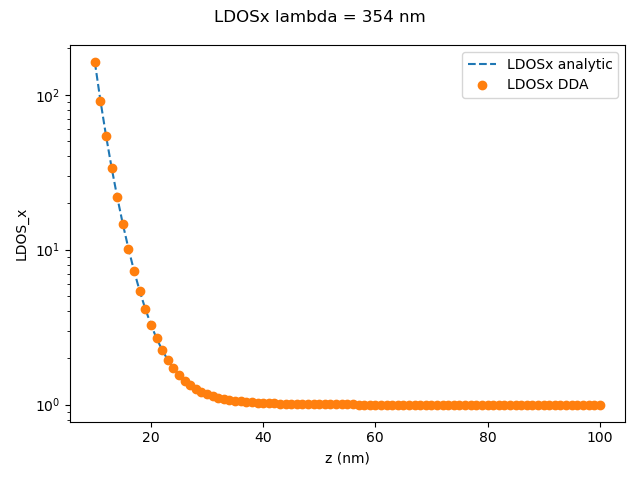 LDOSx lambda = 354 nm
LDOSx analytic
LDOSx DDA
LDOS_x
10²
10¹
10⁰
20
40
60
80
100
z (nm)